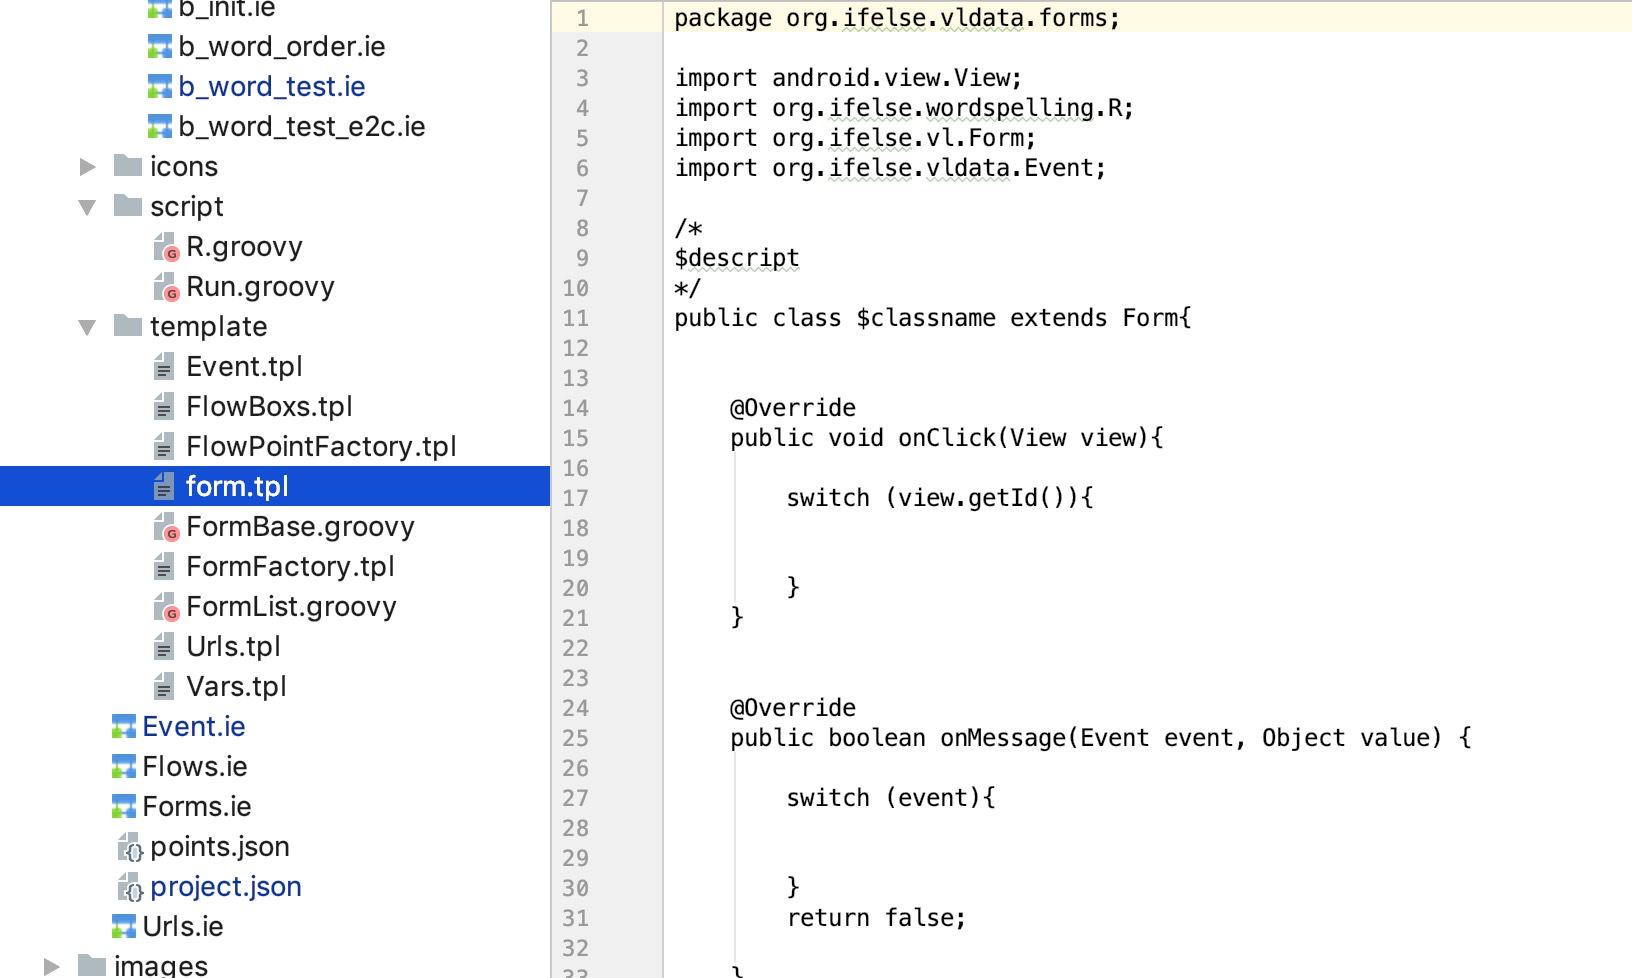 b_init.ie
b_word_order.ie
b_word_test.ie
b_word_test_e2c.ie
icons
script
R.groovy
Run.groovy
template
Event.tpl
FlowBoxs.tpl
FlowPointFactory.tpl
form.tpl
FormBase.groovy
FormFactory.tpl
FormList.groovy
Urls.tpl
Vars.tpl
Event.ie
Flows.ie
Forms.ie
points.json
project.json
Urls.ie
images
1 package org.ifelse.vldata.forms;
2
3 import android.view.View;
4 import org.ifelse.wordspelling.R;
5 import org.ifelse.vl.Form;
6 import org.ifelse.vldata.Event;
7
8 /*
9 $descript
10 */
11 public class $classname extends Form{
12
13
14     @Override
15     public void onClick(View view){
16
17         switch (view.getId()){
18
19
20         }
21     }
22
23
24     @Override
25     public boolean onMessage(Event event, Object value) {
26
27         switch (event){
28
29
30         }
31         return false;
32
33     }